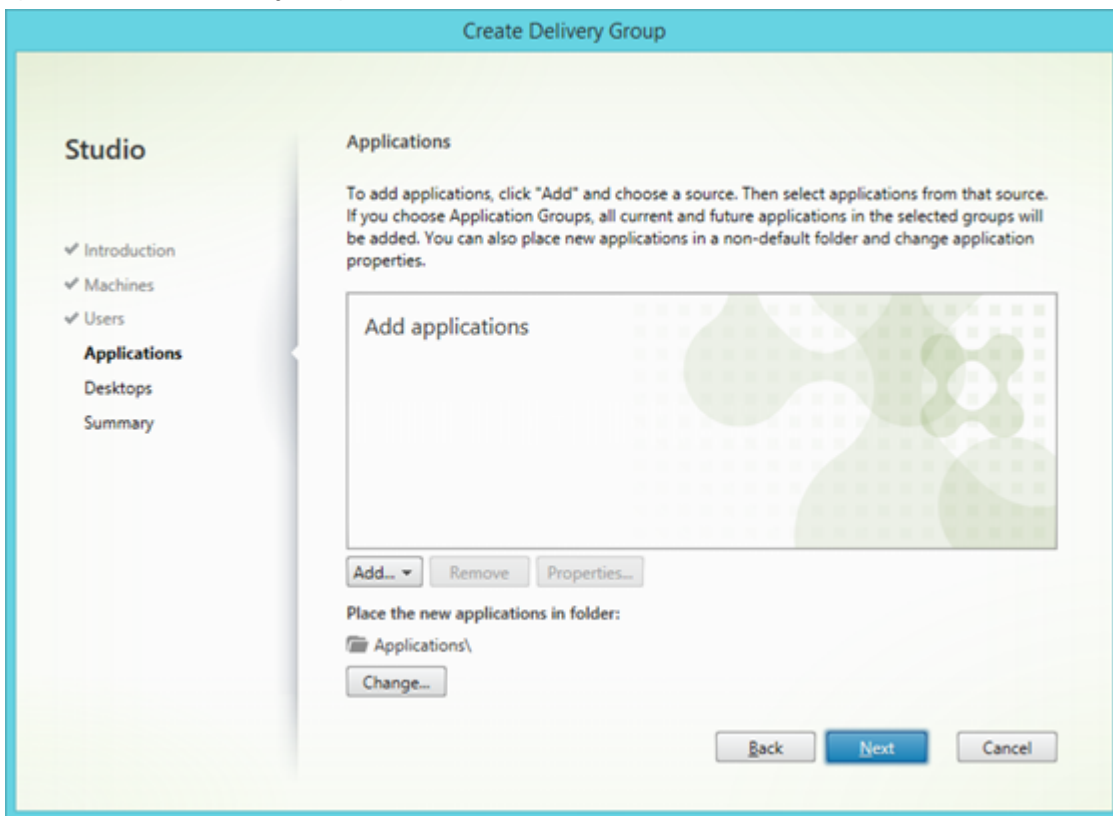 Create Delivery Group
Studio
✔ Introduction
✔ Machines
✔ Users
Applications
Desktops
Summary
Applications
To add applications, click "Add" and choose a source. Then select applications from that source.
If you choose Application Groups, all current and future applications in the selected groups will
be added. You can also place new applications in a non-default folder and change application
properties.
Add applications
Add... Remove Properties...
Place the new applications in folder:
Applications\
Change...
Back Next Cancel